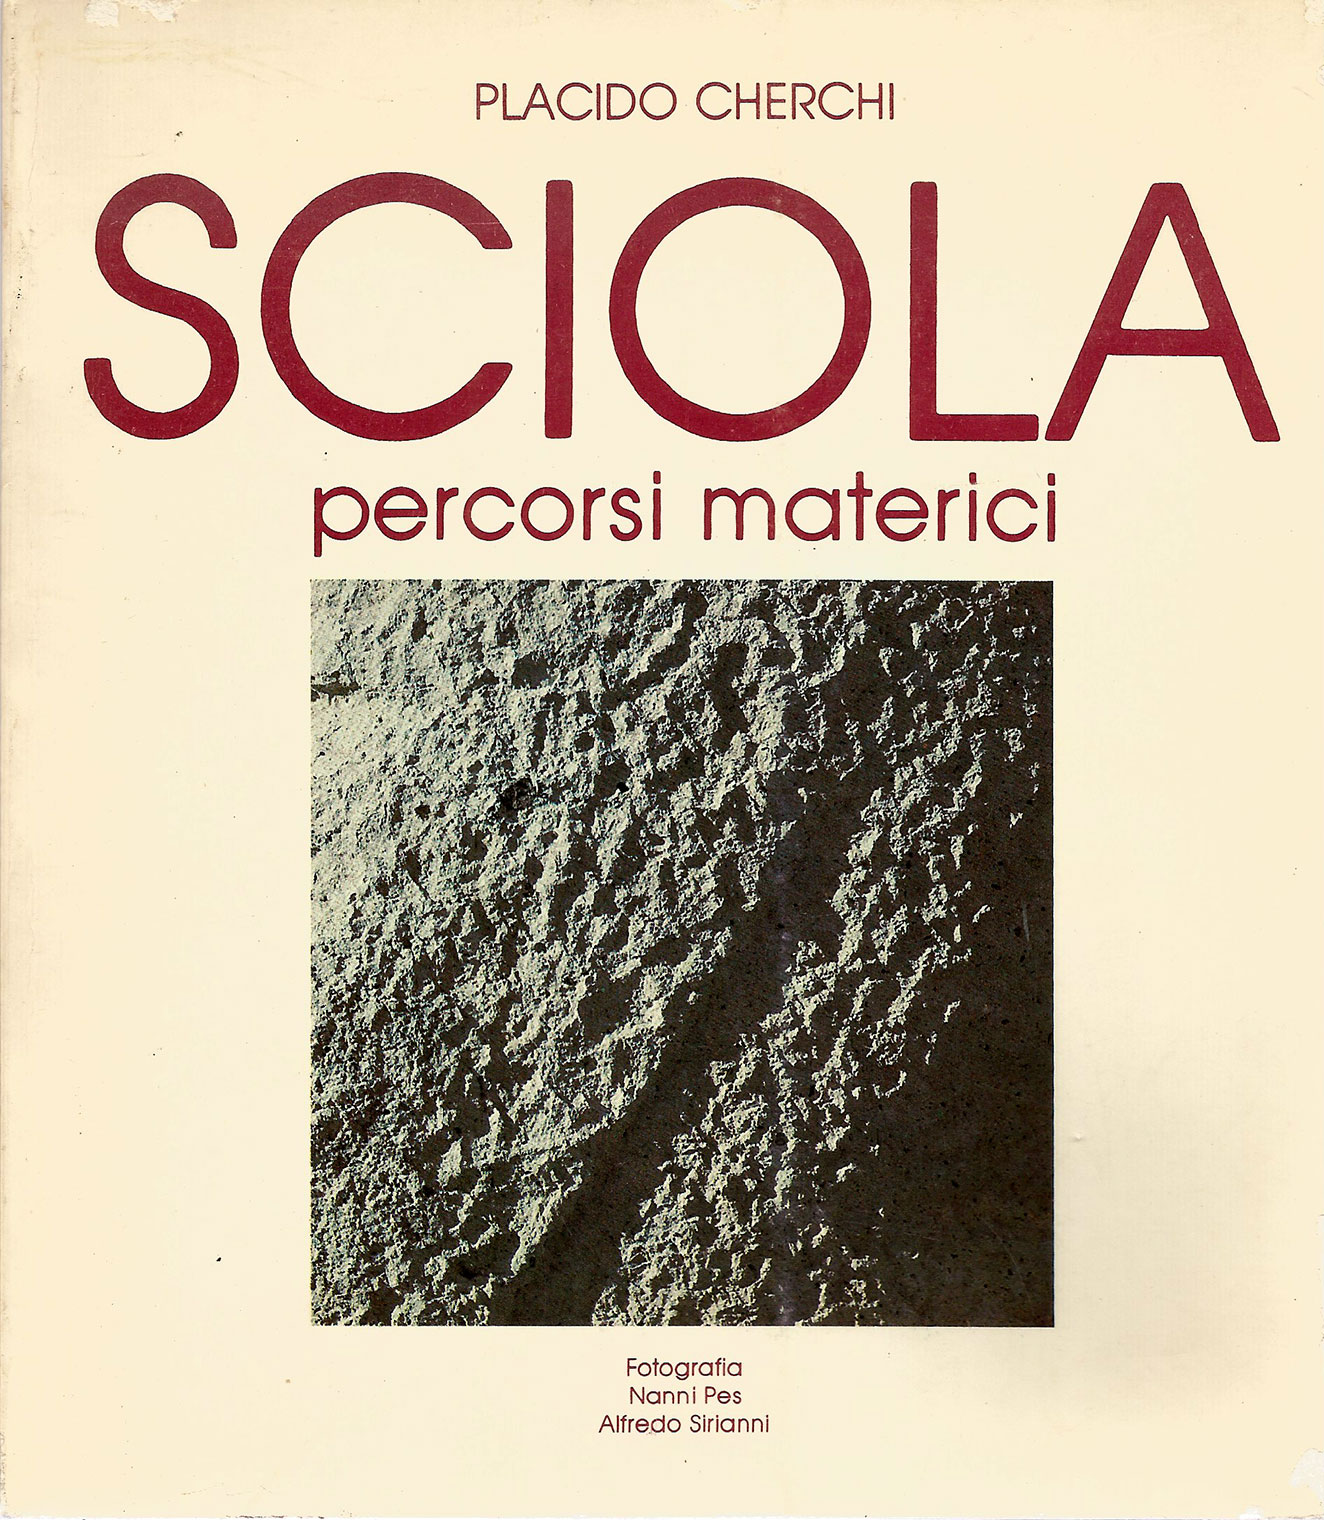 PLACIDO CHERCHI
SCIOLA
percorsi materici
Fotografia
Nanni Pes
Alfredo Sirianni